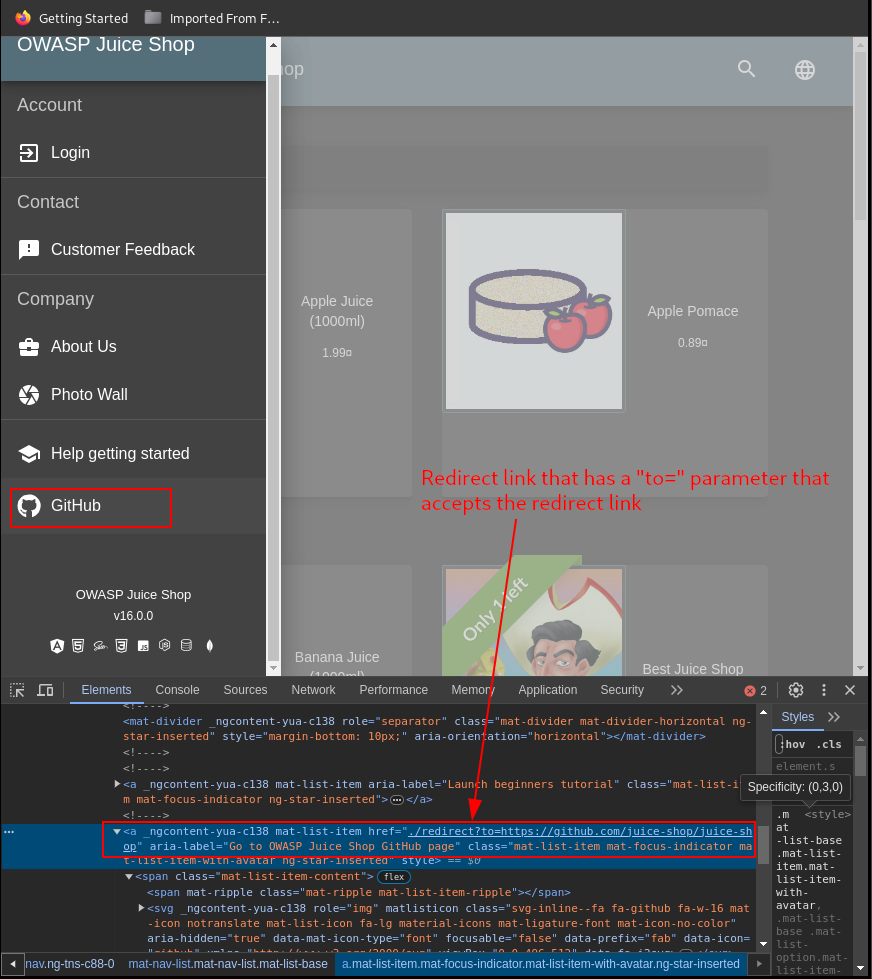 Getting Started Imported From F…
OWASP Juice Shop
op
Account
Login
Contact
Customer Feedback
Company
About Us
Photo Wall
Help getting started
GitHub
OWASP Juice Shop
v16.0.0
Apple Juice
(1000ml)
1.99¤
Apple Pomace
0.89¤
Redirect link that has a "to=" parameter that
accepts the redirect link
Only 1 left
Banana Juice
(1000ml)
Best Juice Shop
Elements Console Sources Network Performance Memory Application Security 2
<!---->
<mat-divider _ngcontent-yua-c138 role="separator" class="mat-divider mat-divider-horizontal ng-
star-inserted" style="margin-bottom: 10px;" aria-orientation="horizontal"></mat-divider>
<!---->
<!---->
<a _ngcontent-yua-c138 mat-list-item aria-label="Launch beginners tutorial" class="mat-list-ite
m mat-focus-indicator ng-star-inserted">…</a>
<!---->
<a _ngcontent-yua-c138 mat-list-item href="./redirect?to=https://github.com/juice-shop/juice-sh
op" aria-label="Go to OWASP Juice Shop GitHub page" class="mat-list-item mat-focus-indicator ma
t-list-item-with-avatar ng-star-inserted" style> == $0
<span class="mat-list-item-content"> flex
<span mat-ripple class="mat-ripple mat-list-item-ripple"></span>
<svg _ngcontent-yua-c138 role="img" matlisticon class="svg-inline--fa fa-github fa-w-16 mat
-icon notranslate mat-list-icon fa-lg material-icons mat-ligature-font mat-icon-no-color"
aria-hidden="true" data-mat-icon-type="font" focusable="false" data-prefix="fab" data-icon=
nav.ng-tns-c88-0 mat-nav-list.mat-nav-list.mat-list-base a.mat-list-item.mat-focus-indicator.mat-list-item-with-avatar.ng-star-inserted
Styles
:hov .cls
element.s
Specificity: (0,3,0)
.m <style>
at
-list-base
.mat-list-
item.mat-
list-item-
with-
avatar,
.mat-list-
base .mat-
list-
option.mat-
list-item-